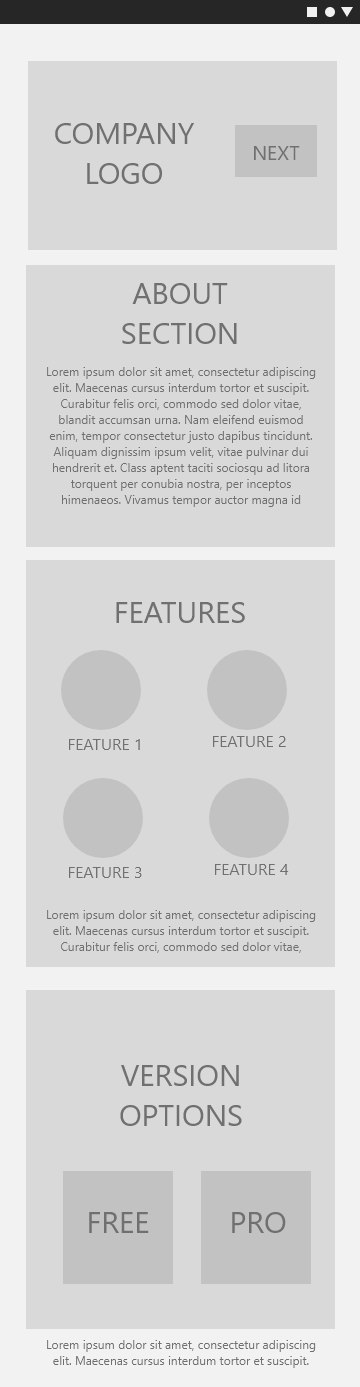 COMPANY
LOGO
NEXT
ABOUT
SECTION
Lorem ipsum dolor sit amet, consectetur adipiscing
elit. Maecenas cursus interdum tortor et suscipit.
Curabitur felis orci, commodo sed dolor vitae,
blandit accumsan urna. Nam eleifend euismod
enim, tempor consectetur justo dapibus tincidunt.
Aliquam dignissim ipsum velit, vitae pulvinar dui
hendrerit et. Class aptent taciti sociosqu ad litora
torquent per conubia nostra, per inceptos
himenaeos. Vivamus tempor auctor magna id
FEATURES
FEATURE 1
FEATURE 2
FEATURE 3
FEATURE 4
Lorem ipsum dolor sit amet, consectetur adipiscing
elit. Maecenas cursus interdum tortor et suscipit.
Curabitur felis orci, commodo sed dolor vitae,
VERSION
OPTIONS
FREE
PRO
Lorem ipsum dolor sit amet, consectetur adipiscing
elit. Maecenas cursus interdum tortor et suscipit.